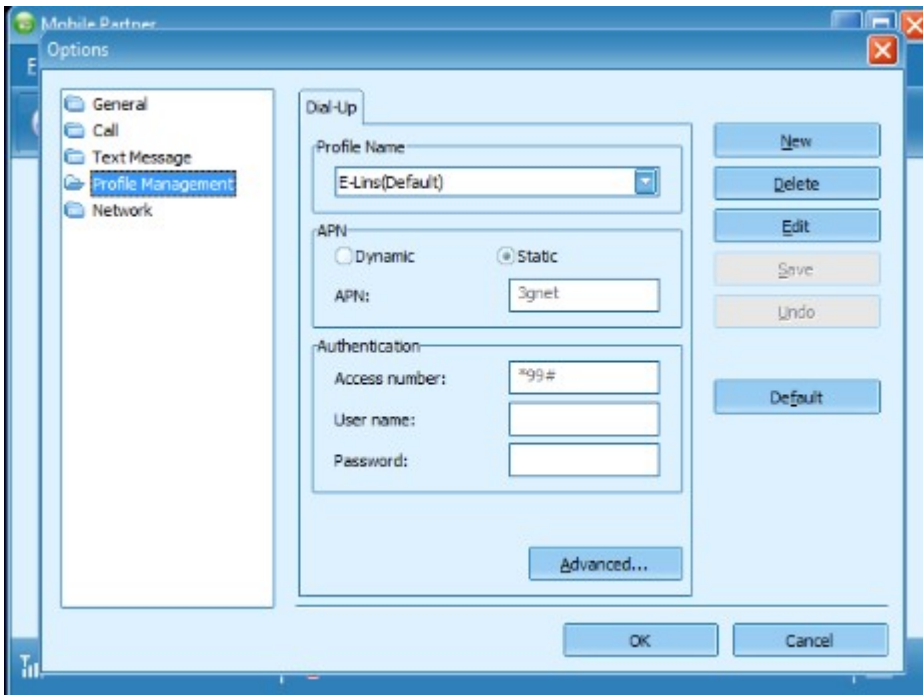 Mobile Partner
Options
E
General
Call
Text Message
Profile Management
Network
Dial-Up
Profile Name
E-Lins(Default)
APN
Dynamic
Static
APN:
3gnet
Authentication
Access number:
*99#
User name:
Password:
Advanced...
New
Delete
Edit
Save
Undo
Default
OK
Cancel